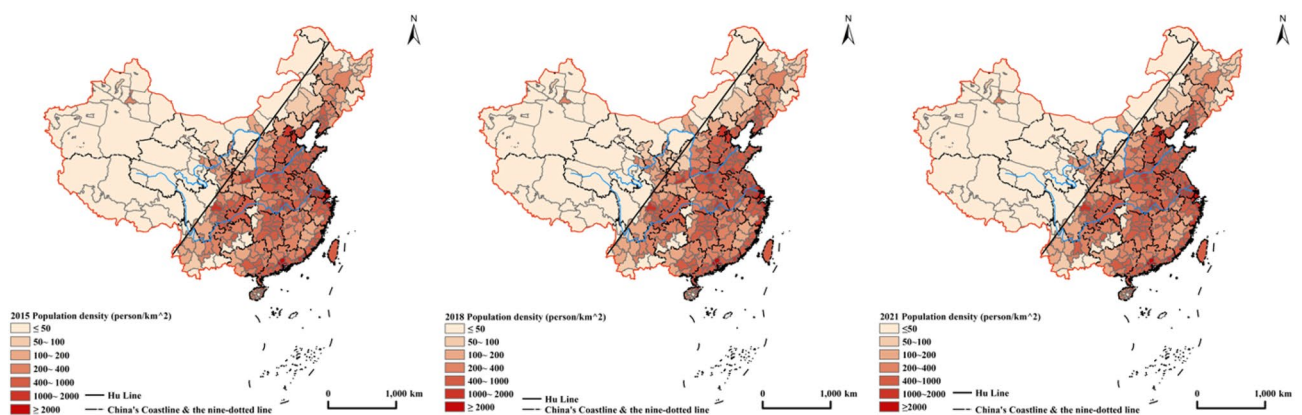 N
2015 Population density (person/km^2)
≤ 50
50~ 100
100~ 200
200~ 400
400~ 1000
1000~ 2000
≥ 2000
Hu Line
China's Coastline & the nine-dotted line
0 1,000 km
N
2018 Population density (person/km^2)
≤ 50
50~ 100
100~ 200
200~ 400
400~ 1000
1000~ 2000
≥ 2000
Hu Line
China's Coastline & the nine-dotted line
0 1,000 km
N
2021 Population density (person/km^2)
≤50
50~100
100~200
200~400
400~1000
1000~2000
≥2000
Hu Line
China's Coastline & the nine-dotted line
0 1,000 km